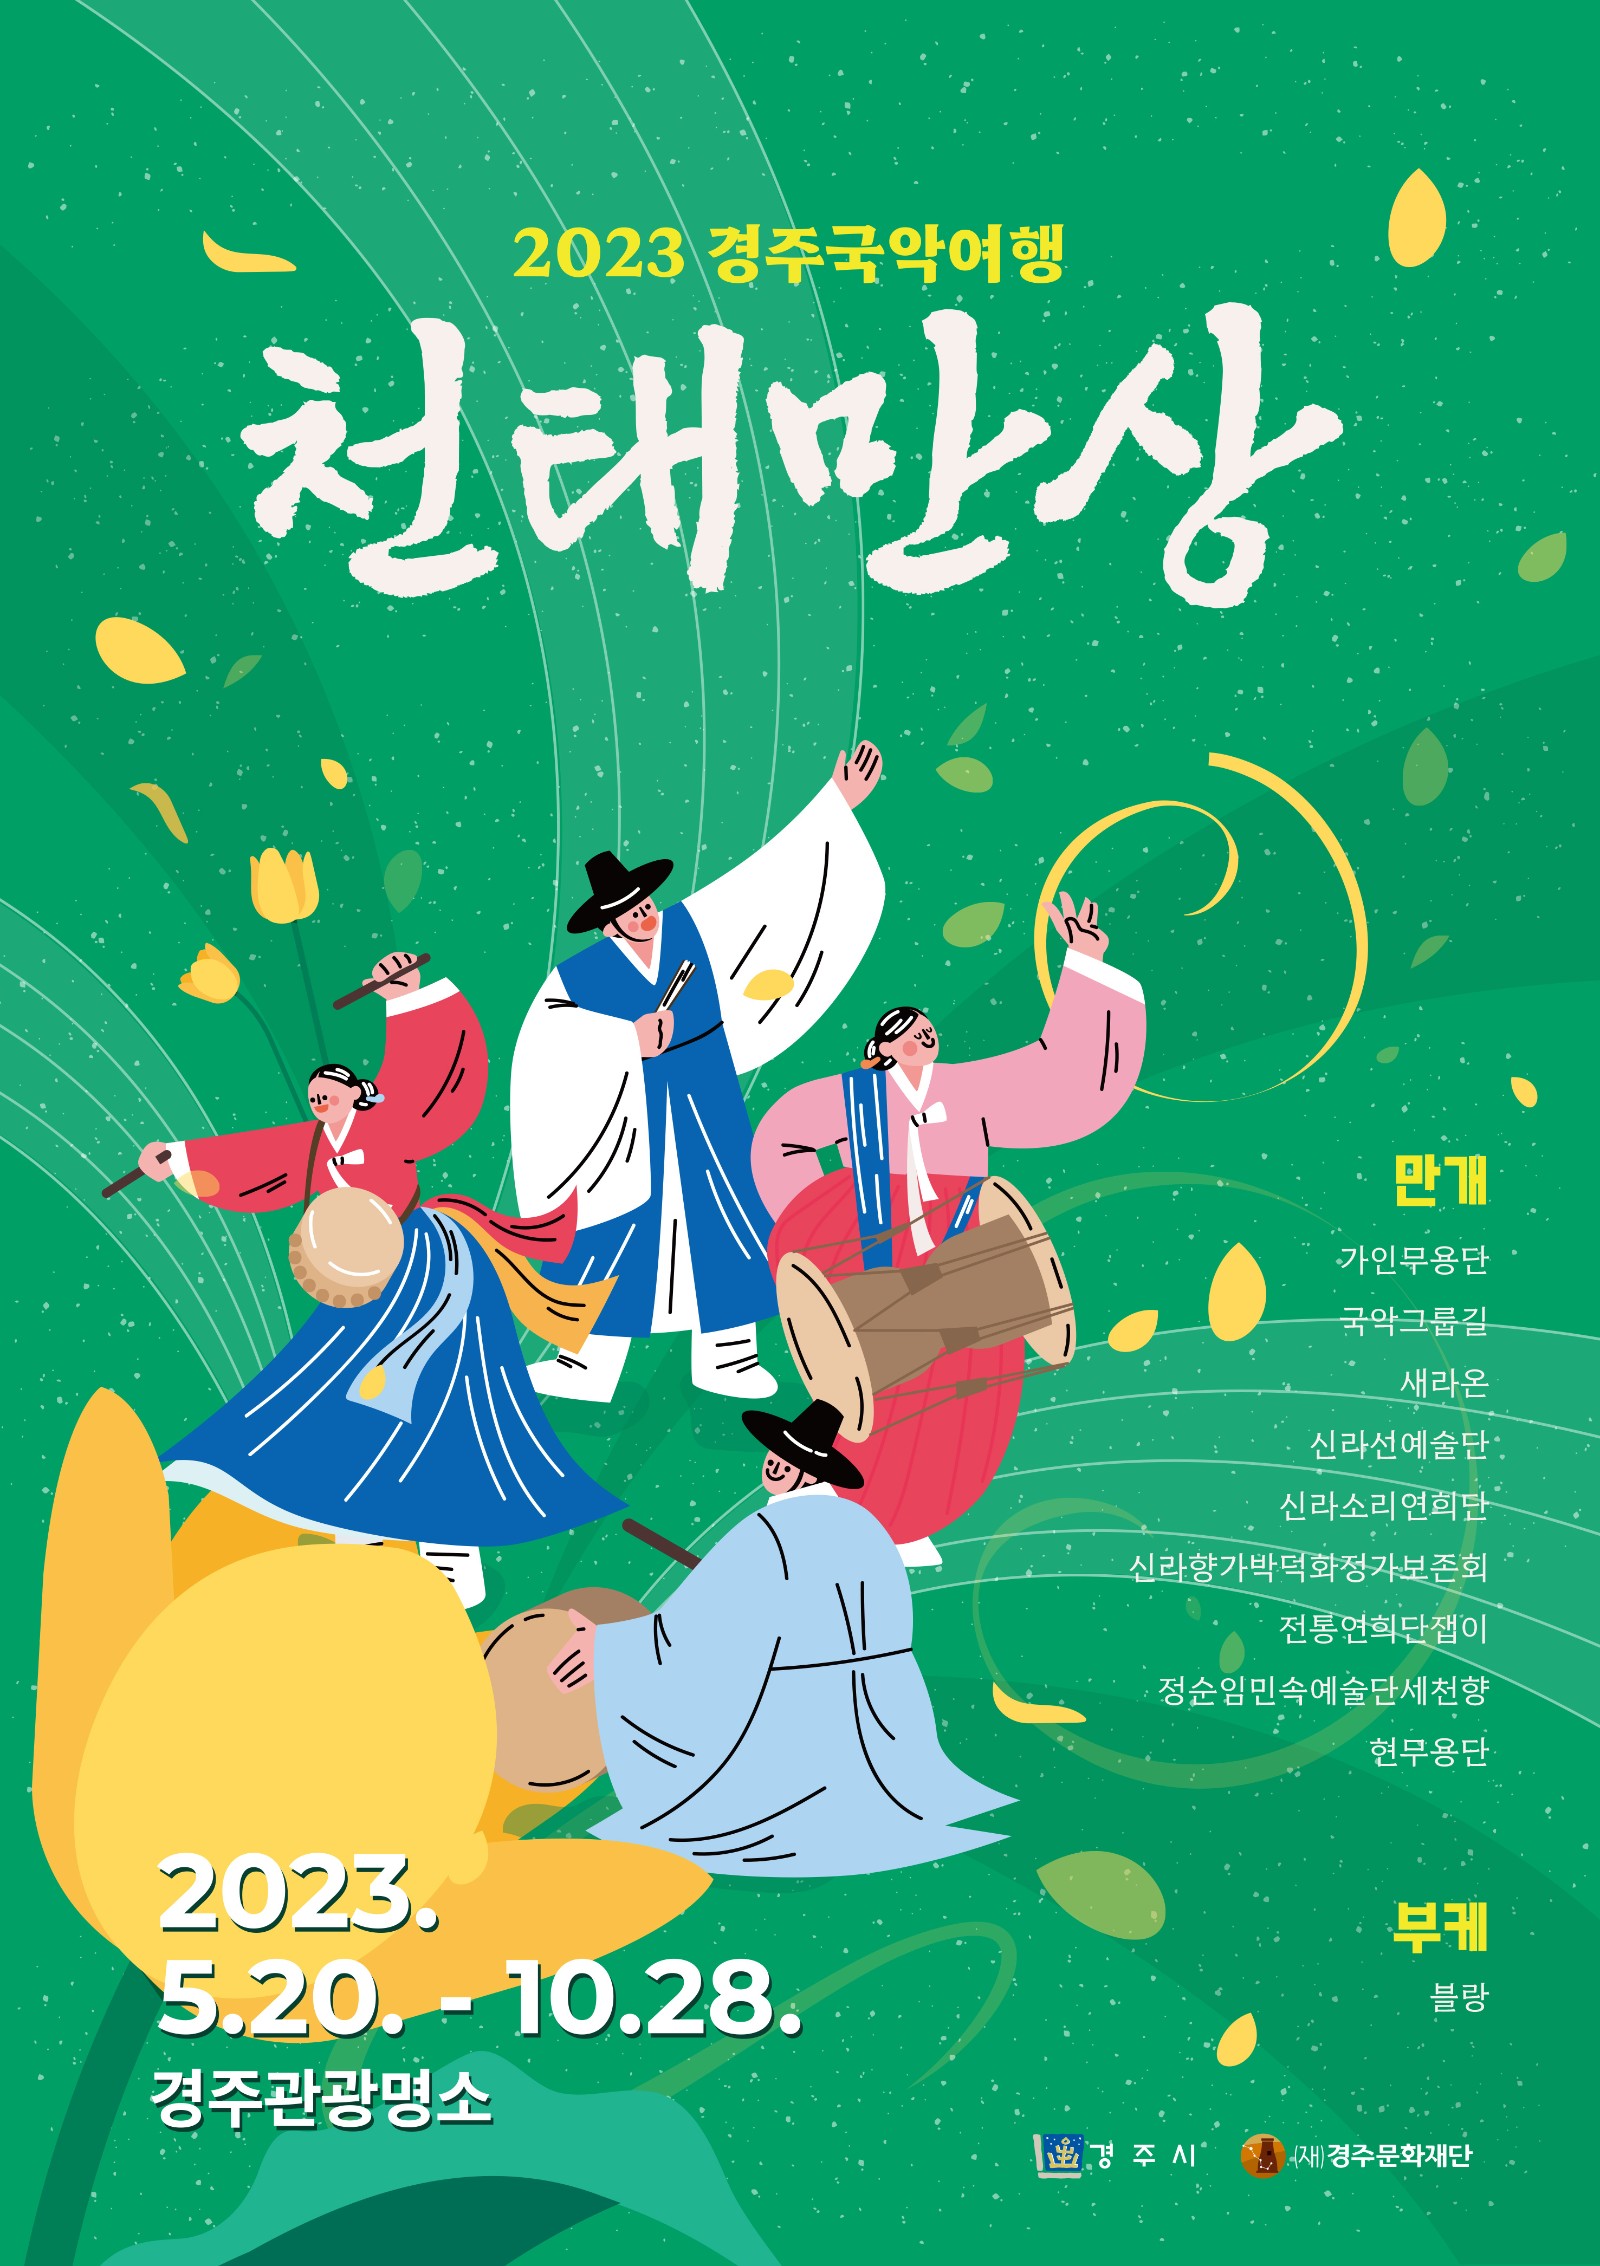 2023 경주국악여행
천태만상
만개
가인무용단
국악그룹길
새라온
신라선예술단
신라소리연희단
신라향가박덕화정가보존회
전통연희단잽이
정순임민속예술단세천향
현무용단
부케
블랑
2023.
5.20. - 10.28.
경주관광명소
경주시
(재)경주문화재단